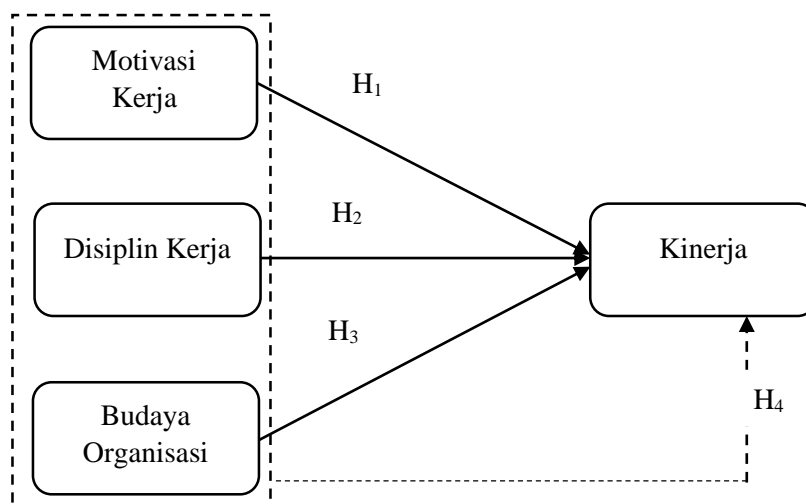 Motivasi
Kerja
H₁
Disiplin Kerja
H₂
Kinerja
H₃
Budaya
Organisasi
H₄